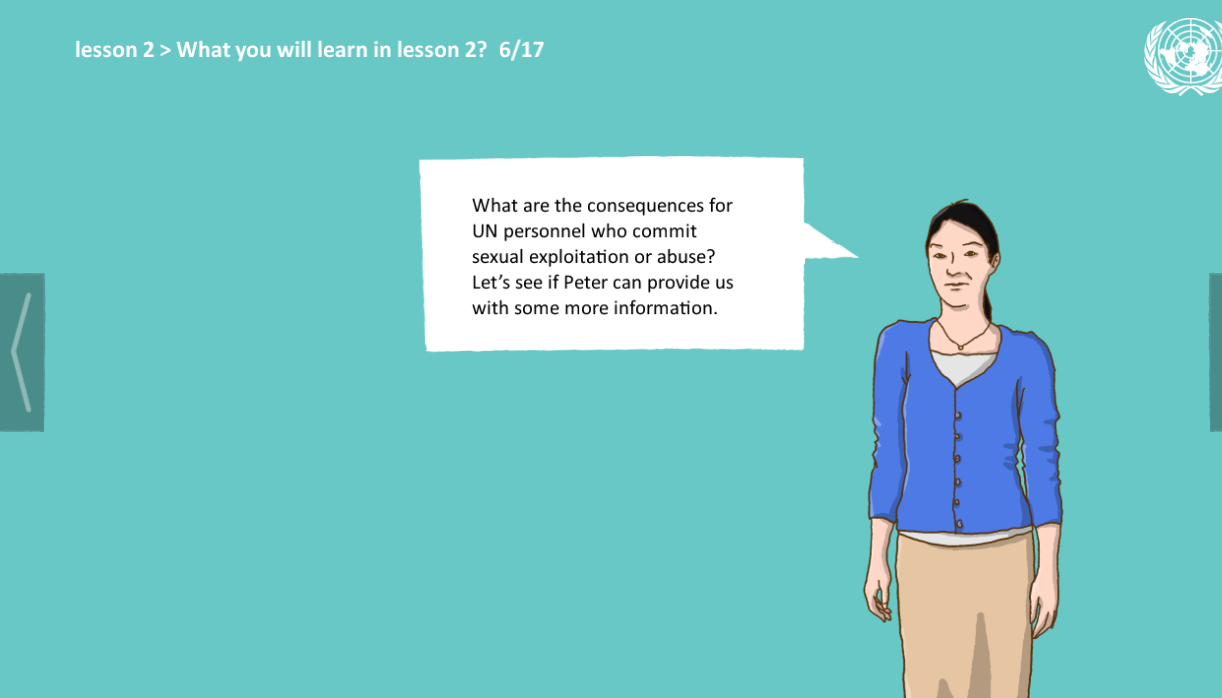 lesson 2 > What you will learn in lesson 2? 6/17
What are the consequences for
UN personnel who commit
sexual exploitation or abuse?
Let's see if Peter can provide us
with some more information.